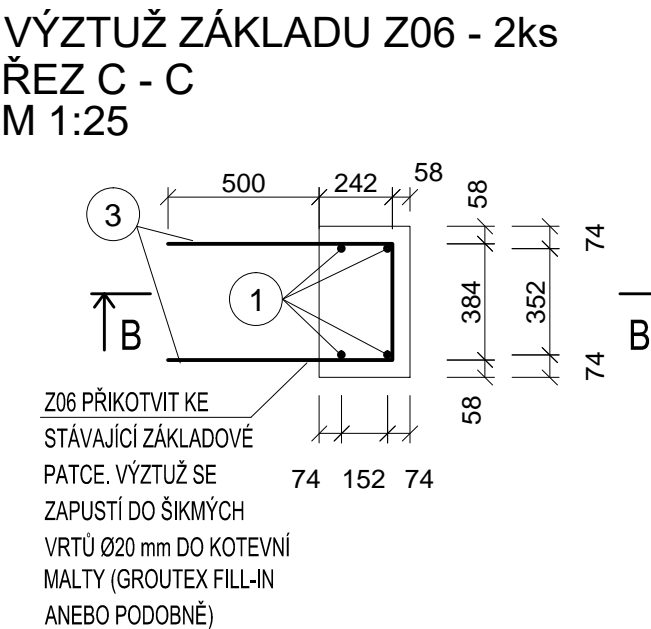 VÝZTUŽ ZÁKLADU Z06 - 2ks
ŘEZ C - C
M 1:25
500 242 58
58 74
3
384 352
1
B B
58 74
Z06 PŘIKOTVIT KE
STÁVAJÍCÍ ZÁKLADOVÉ
PATCE. VÝZTUŽ SE
74 152 74
ZAPUSTÍ DO ŠIKMÝCH
VRTŮ Ø20 mm DO KOTEVNÍ
MALTY (GROUTEX FILL-IN
ANEBO PODOBNĚ)